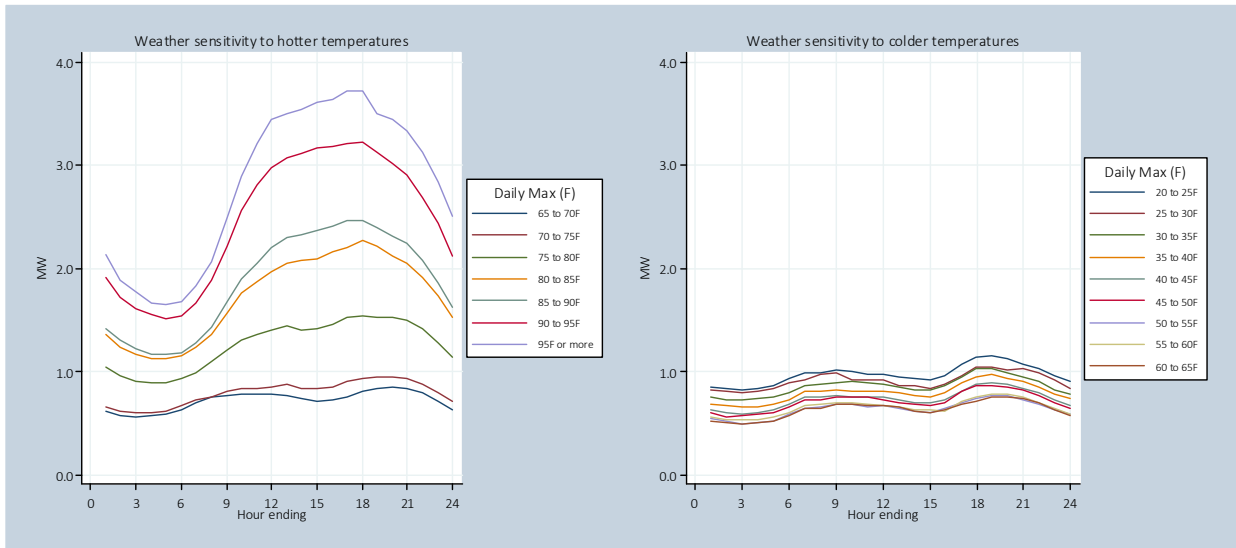 Weather sensitivity to hotter temperatures
4.0
3.0
2.0
1.0
0.0
MW
0 3 6 9 12 15 18 21 24
Hour ending
Daily Max (F)
65 to 70F
70 to 75F
75 to 80F
80 to 85F
85 to 90F
90 to 95F
95F or more
Weather sensitivity to colder temperatures
4.0
3.0
2.0
1.0
0.0
MW
0 3 6 9 12 15 18 21 24
Hour ending
Daily Max (F)
20 to 25F
25 to 30F
30 to 35F
35 to 40F
40 to 45F
45 to 50F
50 to 55F
55 to 60F
60 to 65F